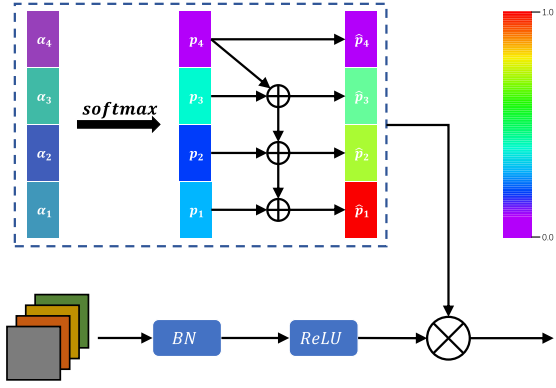 α₄ p₄ p̂₄ 1.0
softmax
α₃ p₃ p̂₃
α₂ p₂ p̂₂
α₁ p₁ p̂₁
0.0
BN ReLU